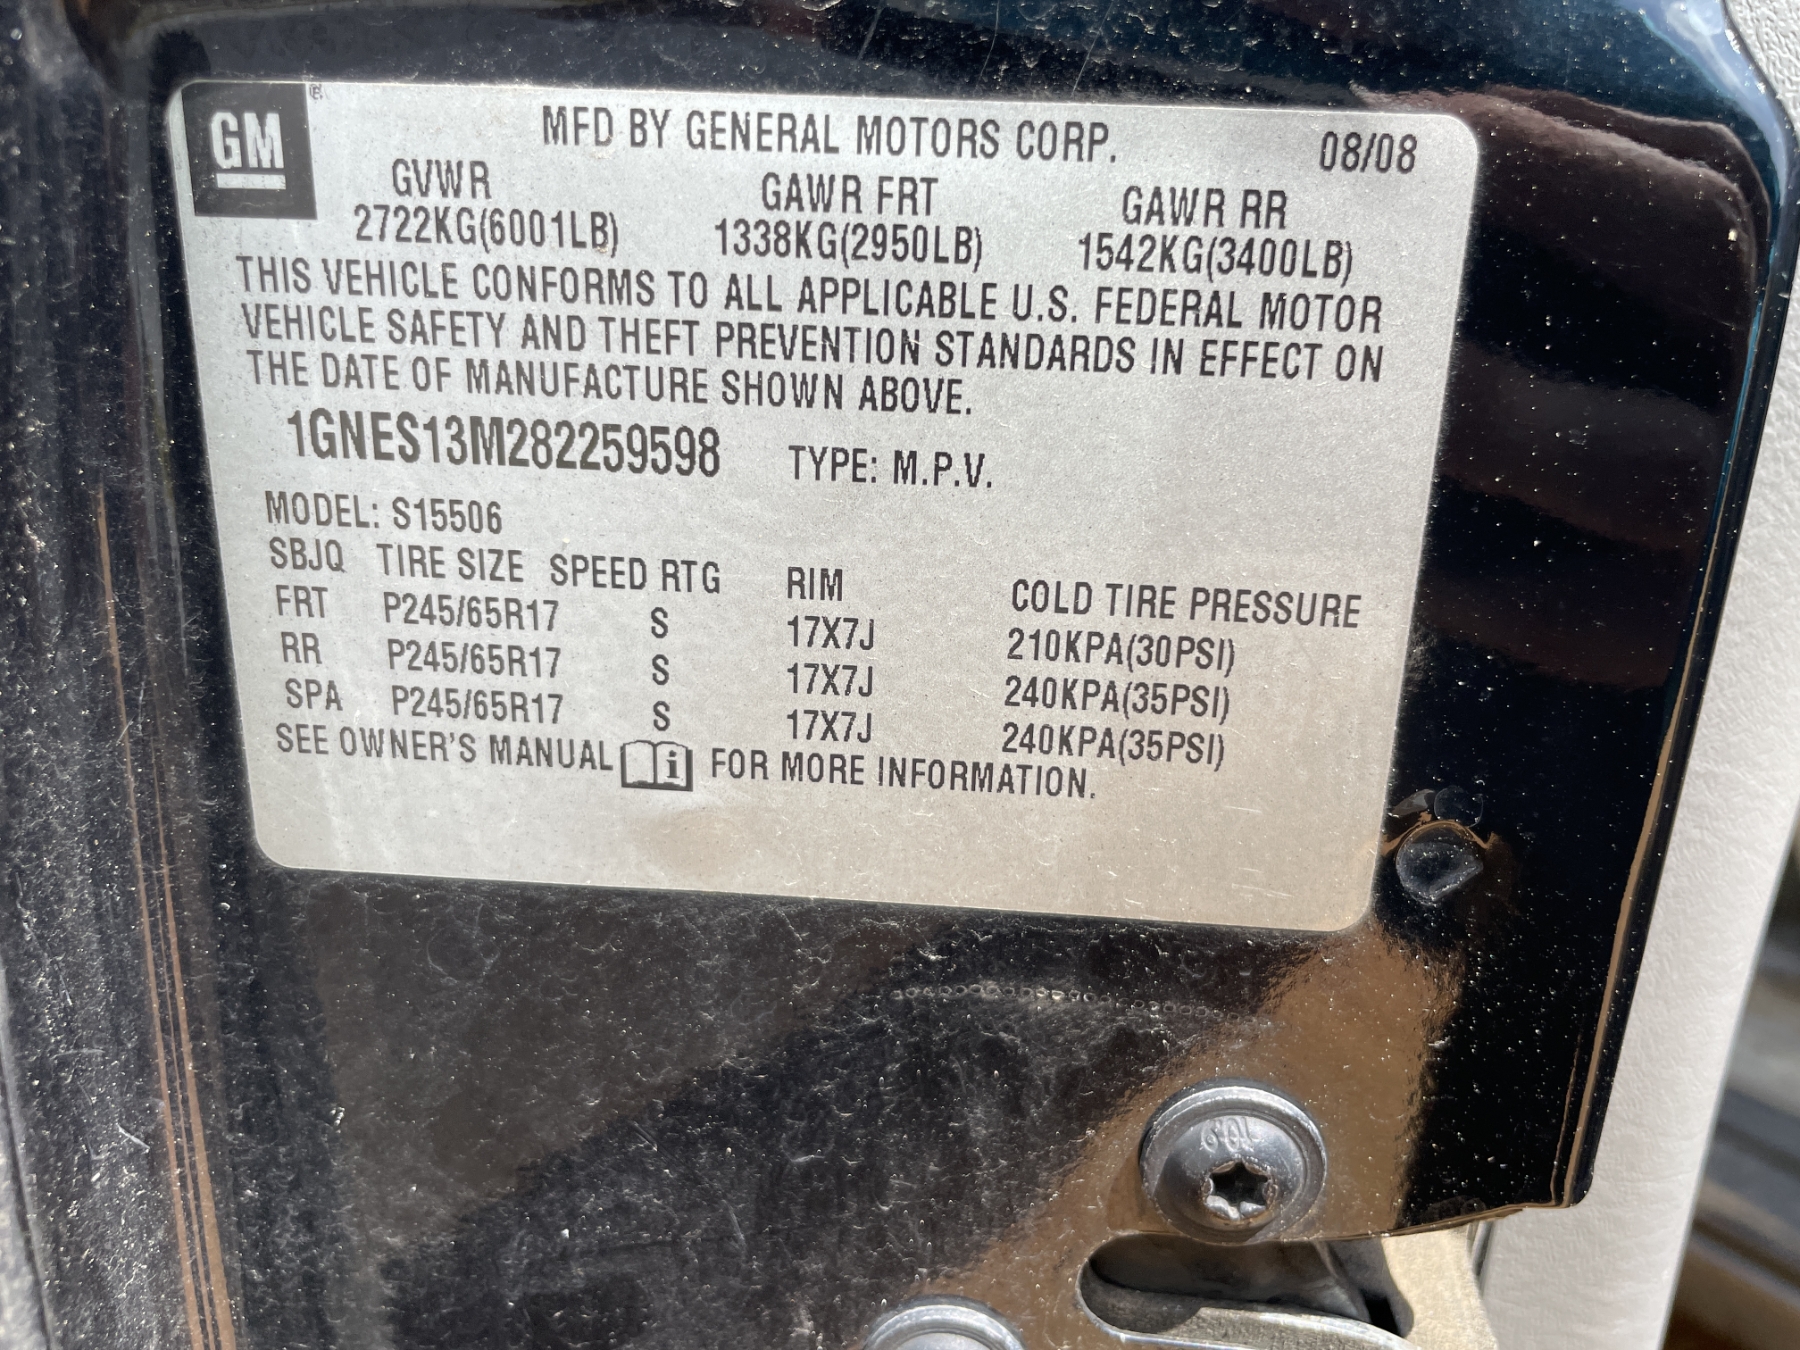 GM
MFD BY GENERAL MOTORS CORP. 08/08
GVWR GAWR FRT GAWR RR
2722KG(6001LB) 1338KG(2950LB) 1542KG(3400LB)
THIS VEHICLE CONFORMS TO ALL APPLICABLE U.S. FEDERAL MOTOR
VEHICLE SAFETY AND THEFT PREVENTION STANDARDS IN EFFECT ON
THE DATE OF MANUFACTURE SHOWN ABOVE.
1GNES13M282259598 TYPE: M.P.V.
MODEL: S15506
SBJQ TIRE SIZE SPEED RTG RIM COLD TIRE PRESSURE
FRT P245/65R17 S 17X7J 210KPA(30PSI)
RR P245/65R17 S 17X7J 240KPA(35PSI)
SPA P245/65R17 S 17X7J 240KPA(35PSI)
SEE OWNER'S MANUAL i FOR MORE INFORMATION.